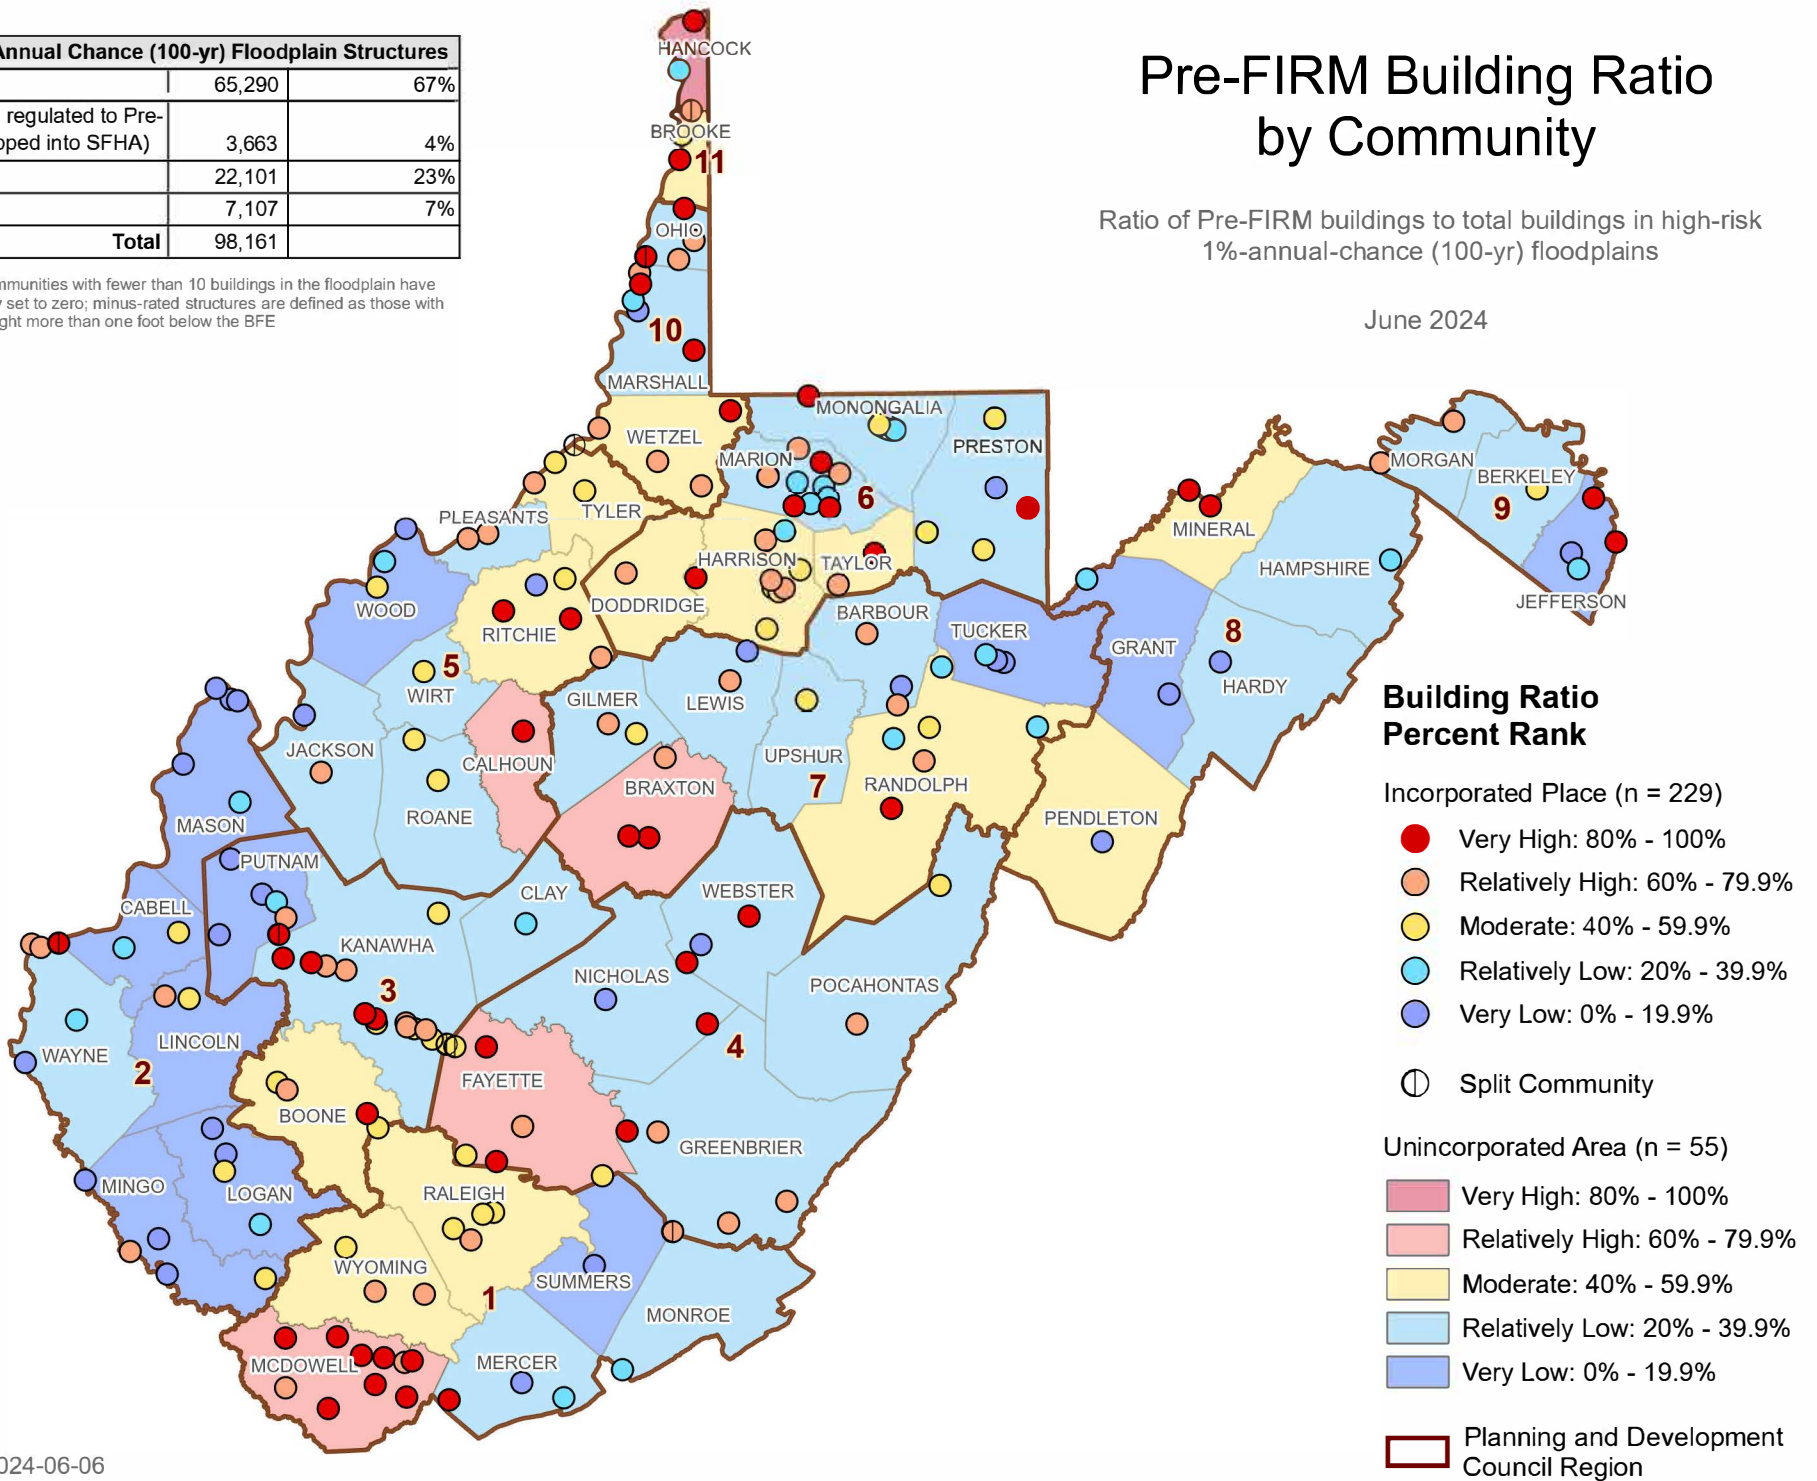 Annual Chance (100-yr) Floodplain Structures
65,290 67%
regulated to Pre-
pped into SFHA) 3,663 4%
22,101 23%
7,107 7%
Total 98,161
mmunities with fewer than 10 buildings in the floodplain have
y set to zero; minus-rated structures are defined as those with
ght more than one foot below the BFE
Pre-FIRM Building Ratio
by Community
Ratio of Pre-FIRM buildings to total buildings in high-risk
1%-annual-chance (100-yr) floodplains
June 2024
HANCOCK
BROOKE
11
OHIO
10
MARSHALL
MONONGALIA
WETZEL
PRESTON
MARION
MORGAN
BERKELEY
6
9
TYLER
PLEASANTS
MINERAL
HARRISON
TAYLOR
HAMPSHIRE
WOOD
DODDRIDGE
BARBOUR
JEFFERSON
RITCHIE
TUCKER
8
GRANT
5
WIRT
GILMER
LEWIS
HARDY
JACKSON
CALHOUN
UPSHUR
BRAXTON
7
RANDOLPH
ROANE
MASON
PENDLETON
PUTNAM
CLAY
WEBSTER
CABELL
KANAWHA
NICHOLAS
POCAHONTAS
3
LINCOLN
WAYNE
2
4
FAYETTE
BOONE
GREENBRIER
MINGO
LOGAN
RALEIGH
WYOMING
SUMMERS
1
MONROE
MCDOWELL
MERCER
Building Ratio
Percent Rank
Incorporated Place (n = 229)
Very High: 80% - 100%
Relatively High: 60% - 79.9%
Moderate: 40% - 59.9%
Relatively Low: 20% - 39.9%
Very Low: 0% - 19.9%
Split Community
Unincorporated Area (n = 55)
Very High: 80% - 100%
Relatively High: 60% - 79.9%
Moderate: 40% - 59.9%
Relatively Low: 20% - 39.9%
Very Low: 0% - 19.9%
Planning and Development
Council Region
024-06-06